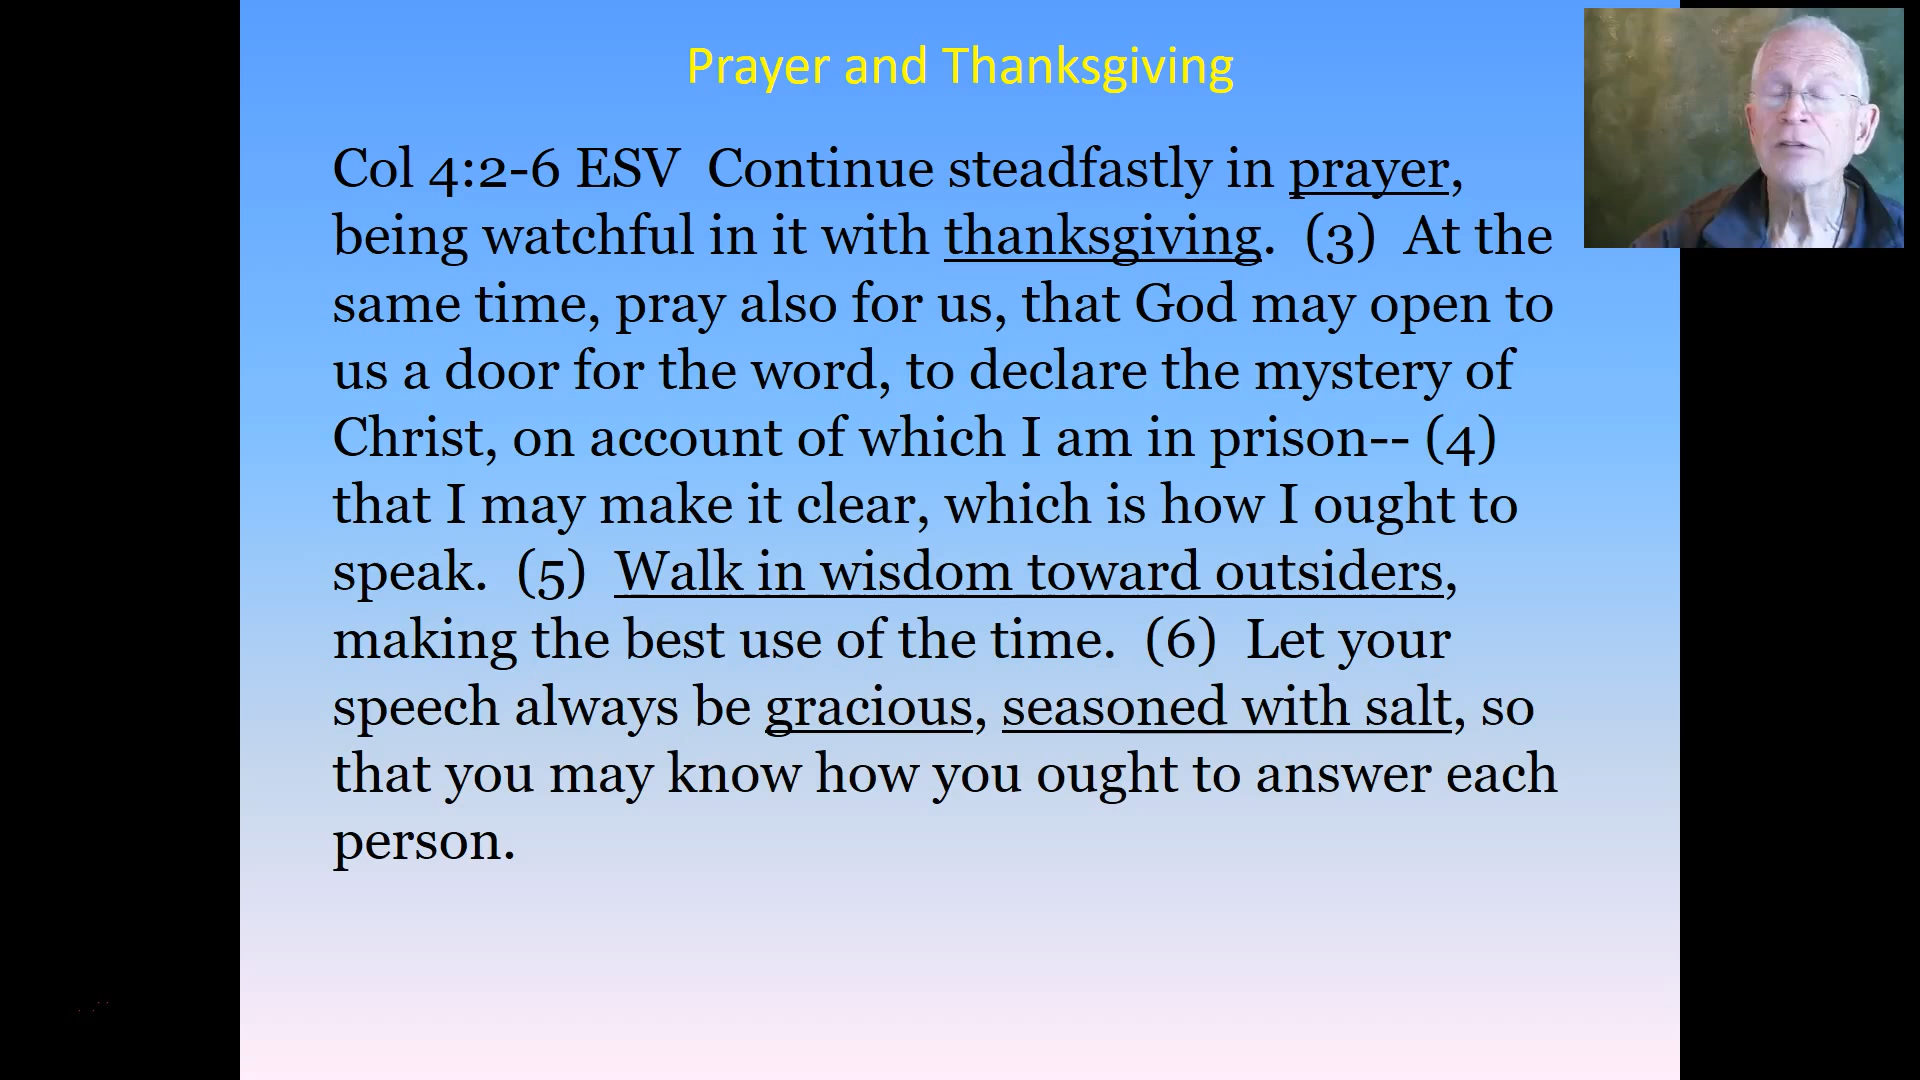 Prayer and Thanksgiving
Col 4:2-6 ESV  Continue steadfastly in prayer,
being watchful in it with thanksgiving.  (3)  At the
same time, pray also for us, that God may open to
us a door for the word, to declare the mystery of
Christ, on account of which I am in prison-- (4)
that I may make it clear, which is how I ought to
speak.  (5)  Walk in wisdom toward outsiders,
making the best use of the time.  (6)  Let your
speech always be gracious, seasoned with salt, so
that you may know how you ought to answer each
person.